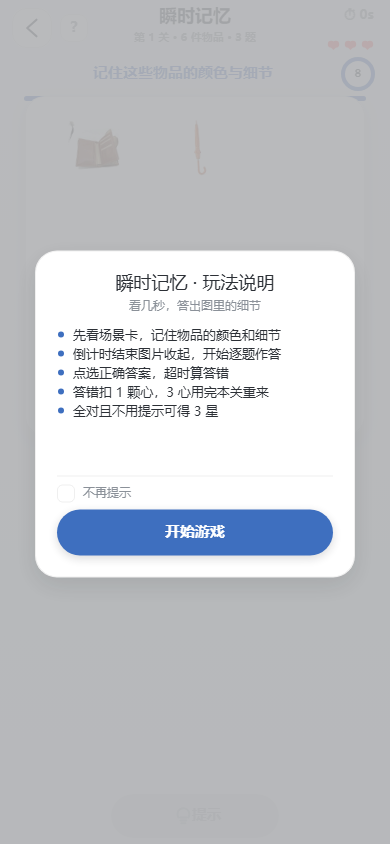 瞬时记忆
?
0s
第 1 关 · 6 件物品 · 3 题
记住这些物品的颜色与细节
8
瞬时记忆 · 玩法说明
看几秒，答出图里的细节
先看场景卡，记住物品的颜色和细节
倒计时结束图片收起，开始逐题作答
点选正确答案，超时算答错
答错扣 1 颗心，3 心用完本关重来
全对且不用提示可得 3 星
不再提示
开始游戏
提示